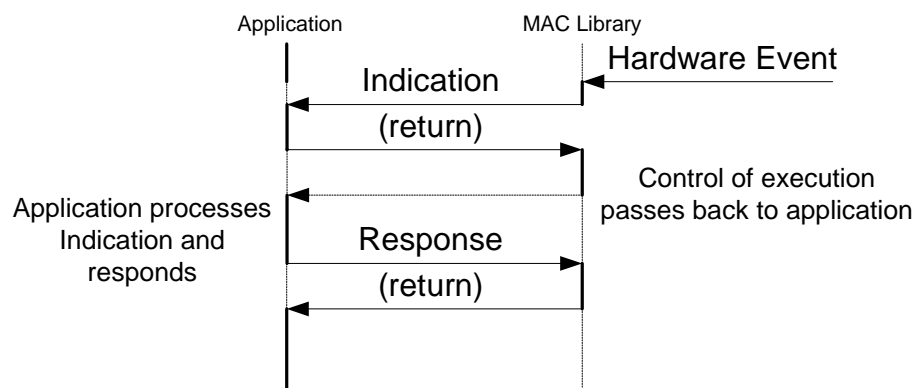 Application
MAC Library
Hardware Event
Indication
(return)
Control of execution
passes back to application
Application processes
Indication and
responds
Response
(return)